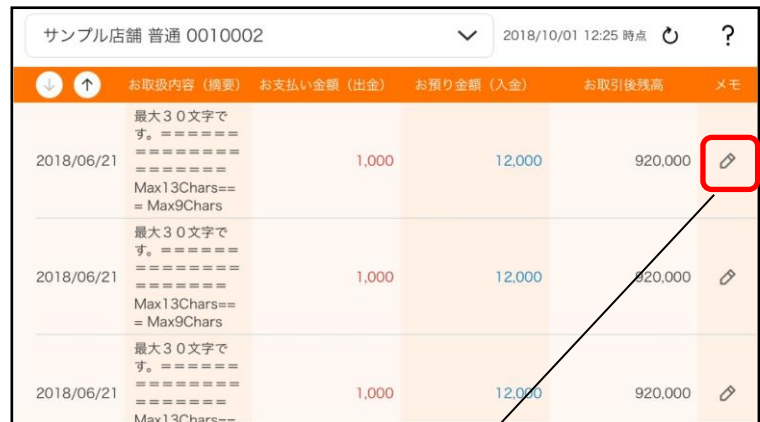 サンプル店舗 普通 0010002
2018/10/01 12:25 時点
?
お取扱内容（摘要） お支払い金額（出金） お預り金額（入金） お取引後残高 メモ
最大３０文字で
す。＝＝＝＝＝＝
＝＝＝＝＝＝＝＝
2018/06/21 ＝＝＝＝＝＝＝ 1,000 12,000 920,000
Max13Chars==
= Max9Chars
最大３０文字で
す。＝＝＝＝＝＝
＝＝＝＝＝＝＝＝
2018/06/21 ＝＝＝＝＝＝＝ 1,000 12,000 920,000
Max13Chars==
= Max9Chars
最大３０文字で
す。＝＝＝＝＝＝
＝＝＝＝＝＝＝＝
2018/06/21 ＝＝＝＝＝＝＝ 1,000 12,000 920,000
Max13Chars==